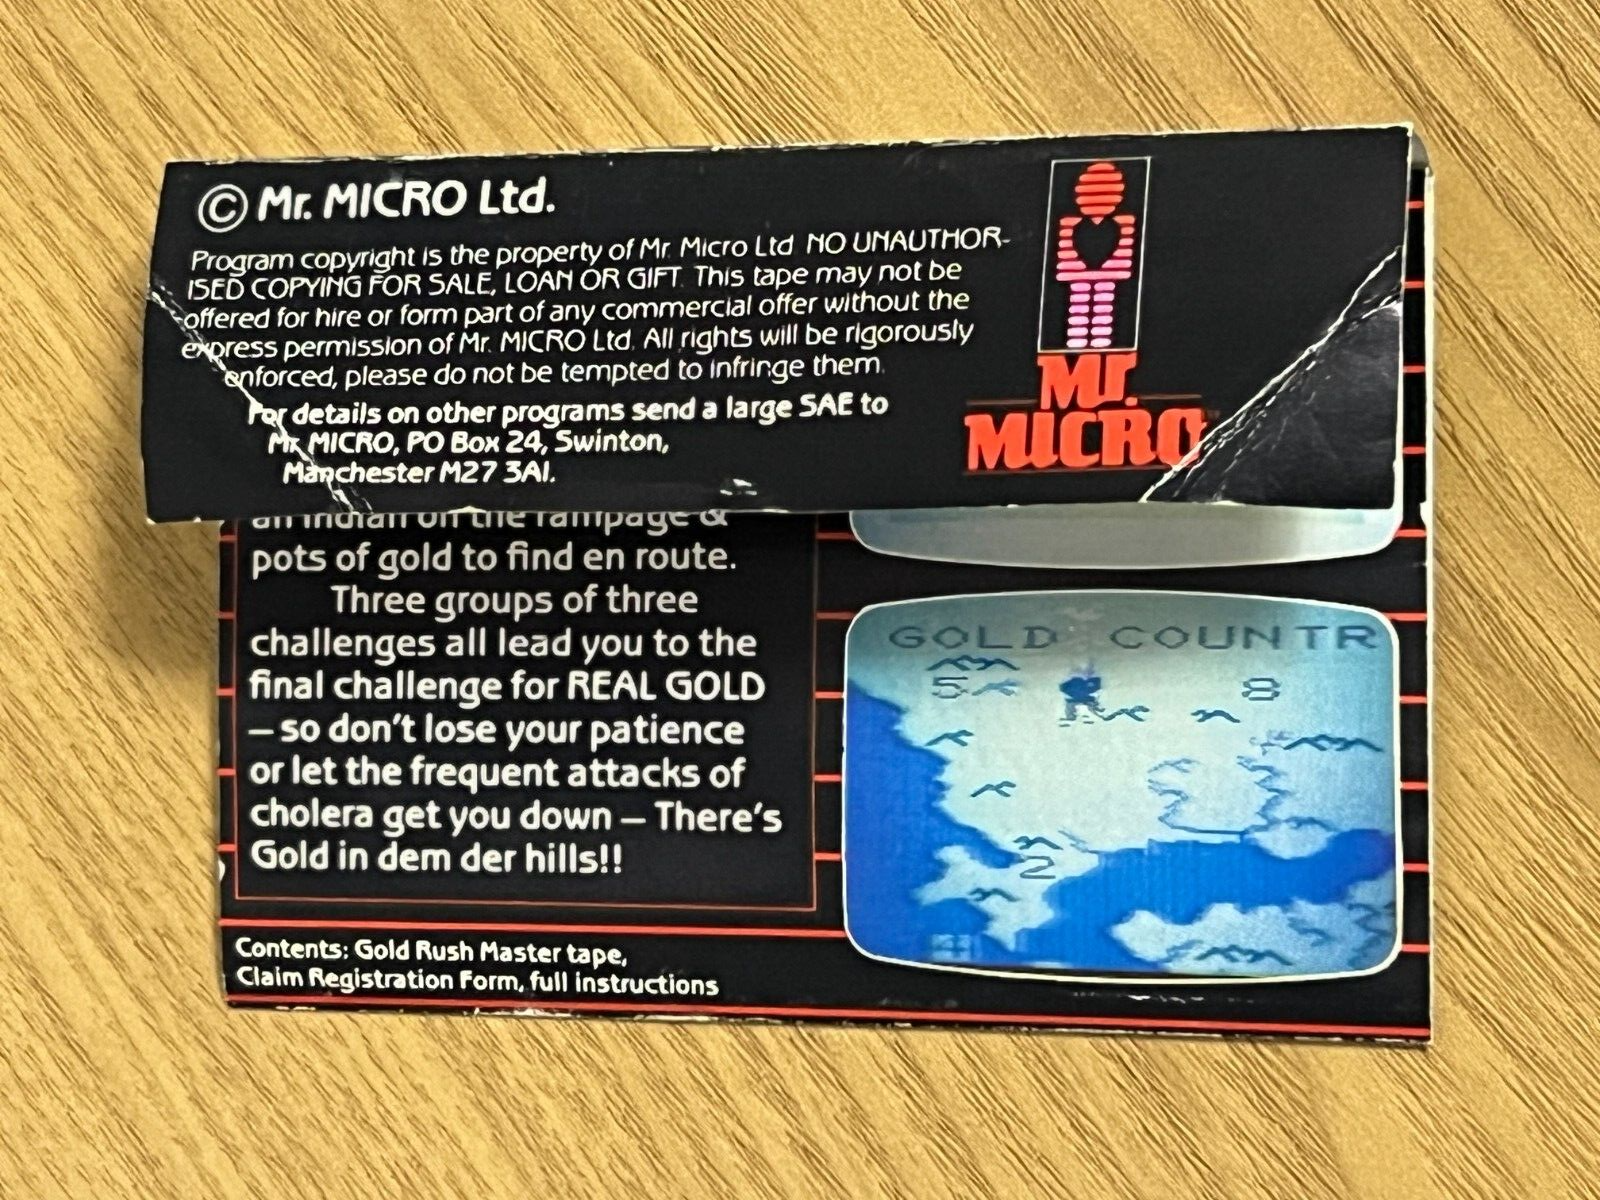 © Mr. MICRO Ltd.
Program copyright is the property of Mr. Micro Ltd NO UNAUTHOR-
ISED COPYING FOR SALE, LOAN OR GIFT. This tape may not be
offered for hire or form part of any commercial offer without the
express permission of Mr. MICRO Ltd. All rights will be rigorously
enforced, please do not be tempted to infringe them.
For details on other programs send a large SAE to
Mr. MICRO, PO Box 24, Swinton,
Manchester M27 3AI.
Mr.
MICRO
an Indian on the rampage &
pots of gold to find en route.
Three groups of three
challenges all lead you to the
final challenge for REAL GOLD
– so don't lose your patience
or let the frequent attacks of
cholera get you down – There's
Gold in dem der hills!!
Contents: Gold Rush Master tape,
Claim Registration Form, full instructions
GOLD COUNTR
5 8
2